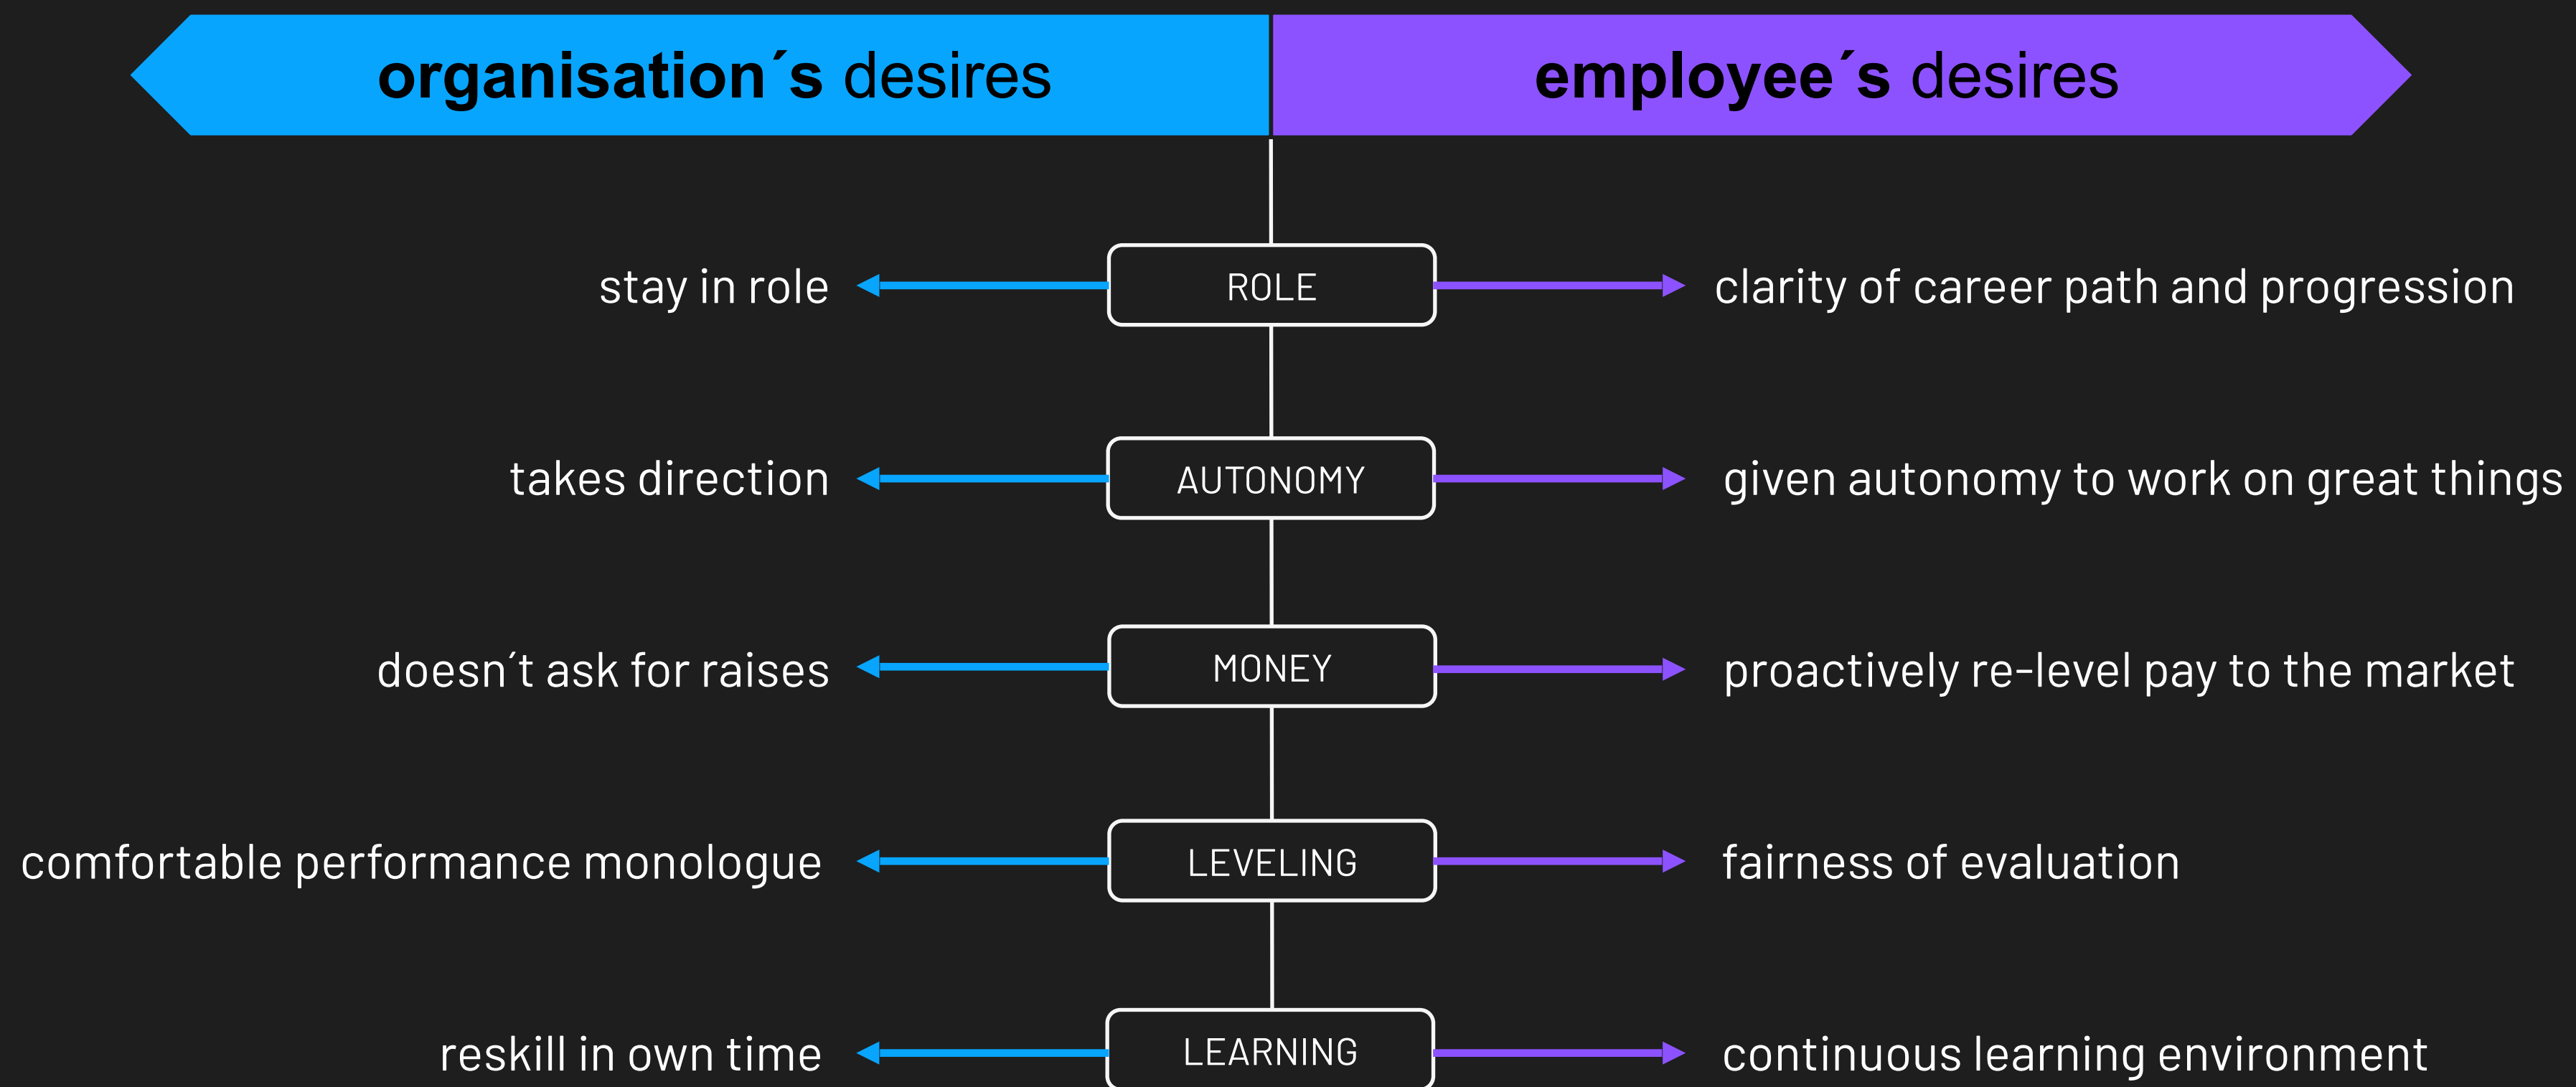 organisation´s desires employee´s desires
stay in role ROLE clarity of career path and progression
takes direction AUTONOMY given autonomy to work on great things
doesn´t ask for raises MONEY proactively re-level pay to the market
comfortable performance monologue LEVELING fairness of evaluation
reskill in own time LEARNING continuous learning environment